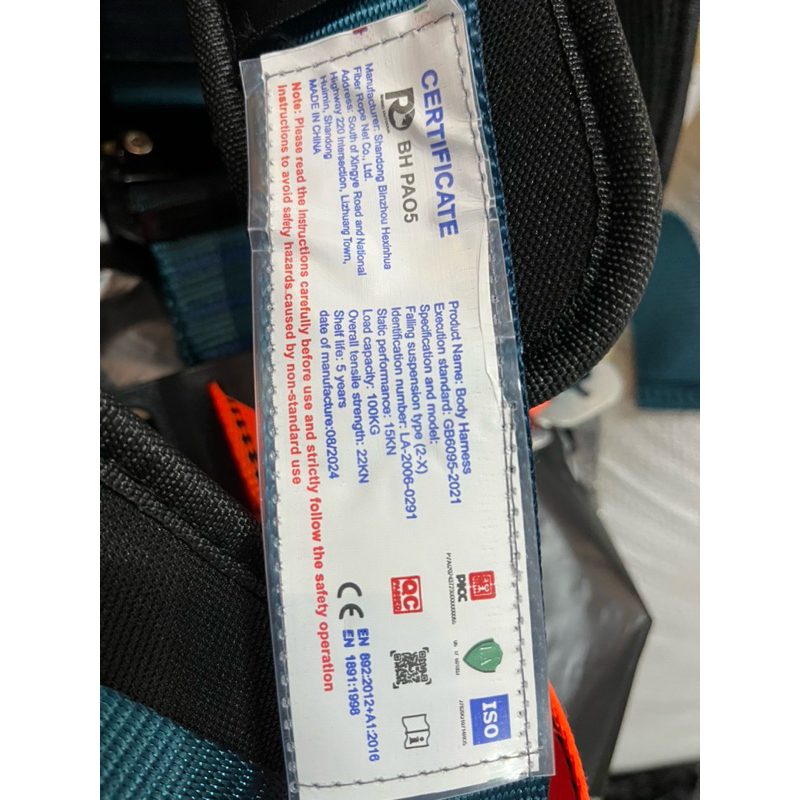 CERTIFICATE
BH PAO5
Manufacturer: Shandong Binzhou Hexinhua
Fiber Rope Net Co., Ltd.
Address: South of Xingye Road and National
Highway 220 Intersection, Lizhuang Town,
Huimin, Shandong
MADE IN CHINA
Product Name: Body Harness
Execution standard: GB6095-2021
Specification and model:
Falling suspension type (2-X)
Identification number: LA-2006-0291
Static performance: 15KN
Load capacity: 100KG
Overall tensile strength: 22KN
Shelf life: 5 years
date of manufacture:08/2024
PICC
LA
ISO
QC
CE
EN 892:2012+A1:2016
EN 1891:1998
Note: Please read the instructions carefully before use and strictly follow the safety operation
instructions to avoid safety hazards caused by non-standard use